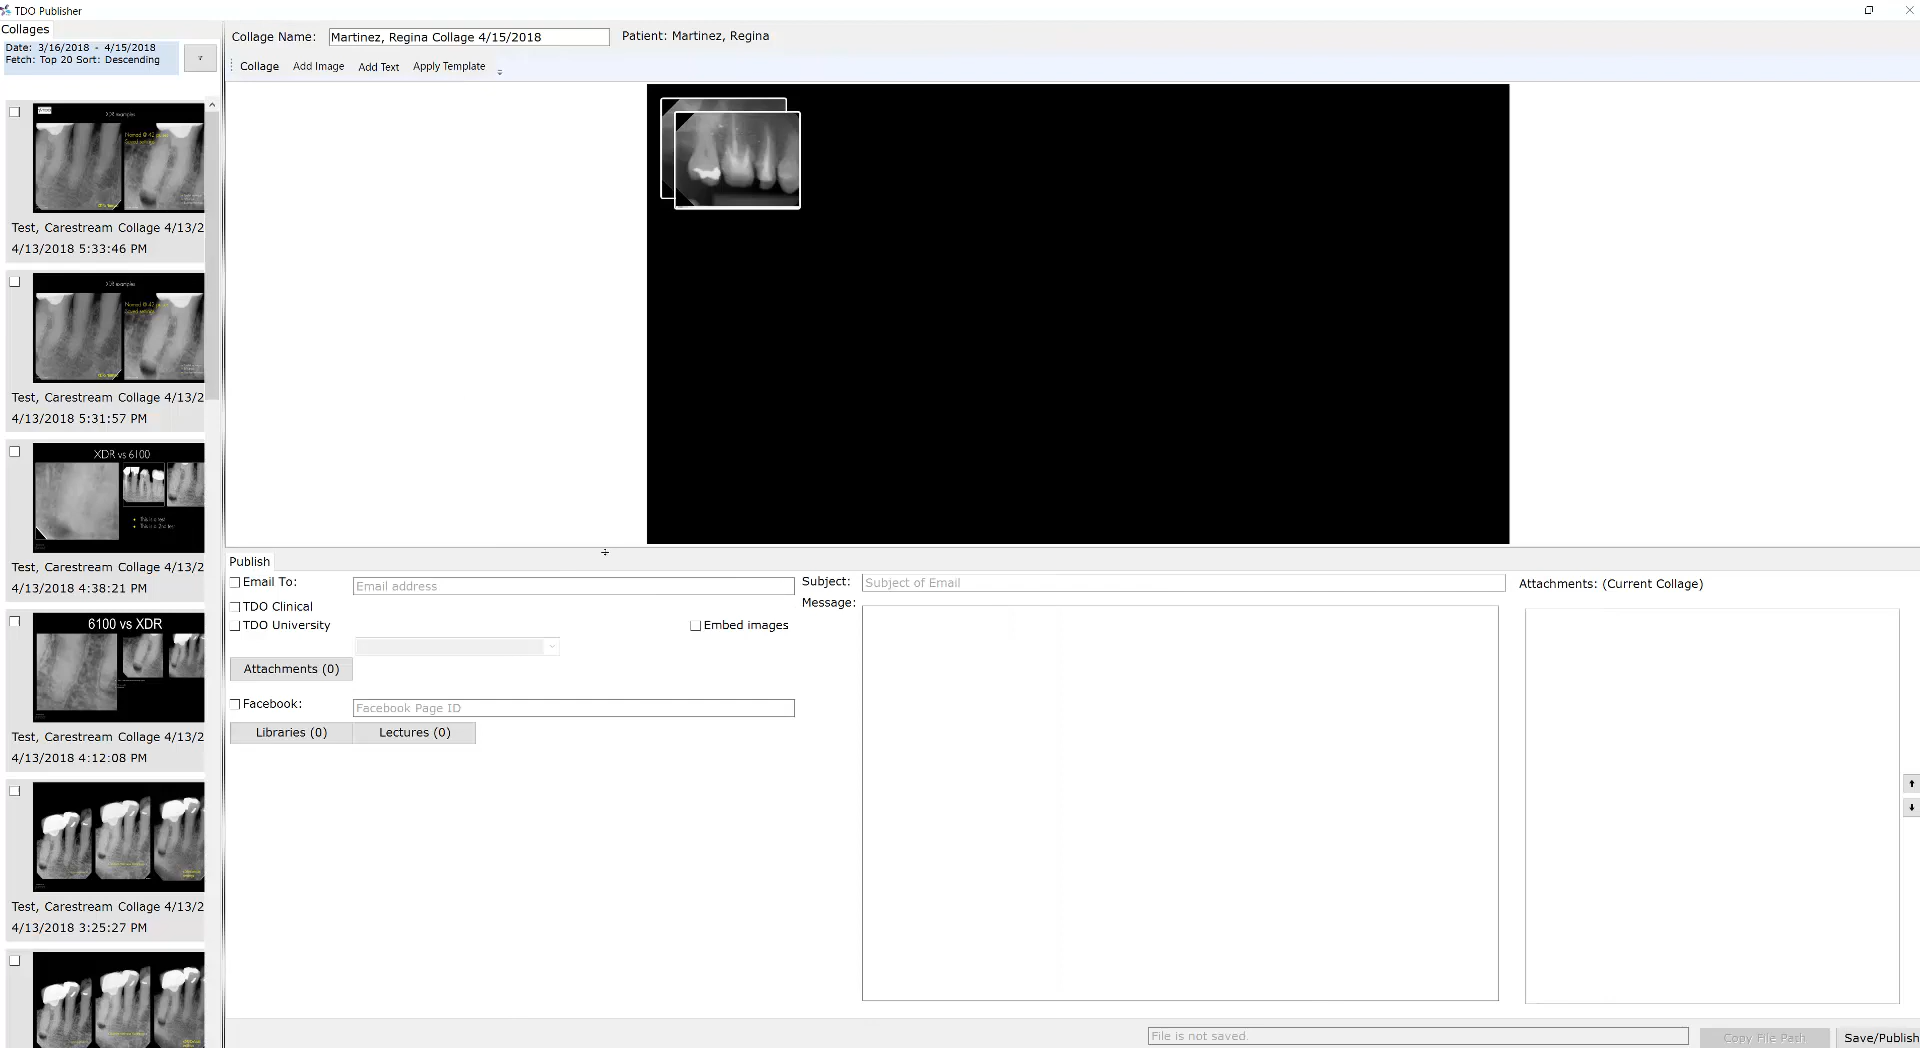 TDO Publisher
Collages
Date: 3/16/2018 - 4/15/2018
Fetch: Top 20 Sort: Descending
Collage Name:
Martinez, Regina Collage 4/15/2018
Patient: Martinez, Regina
Collage
Add Image
Add Text
Apply Template
XDR examples
Test, Carestream Collage 4/13/2
4/13/2018 5:33:46 PM
XDR examples
Test, Carestream Collage 4/13/2
4/13/2018 5:31:57 PM
XDR vs 6100
This is a test
Test, Carestream Collage 4/13/2
4/13/2018 4:38:21 PM
6100 vs XDR
Test, Carestream Collage 4/13/2
4/13/2018 4:12:08 PM
Test, Carestream Collage 4/13/2
4/13/2018 3:25:27 PM
Publish
Email To:
Email address
TDO Clinical
TDO University
Embed images
Attachments (0)
Facebook:
Facebook Page ID
Libraries (0)
Lectures (0)
Subject:
Subject of Email
Message:
Attachments: (Current Collage)
File is not saved.
Copy File Path
Save/Publish